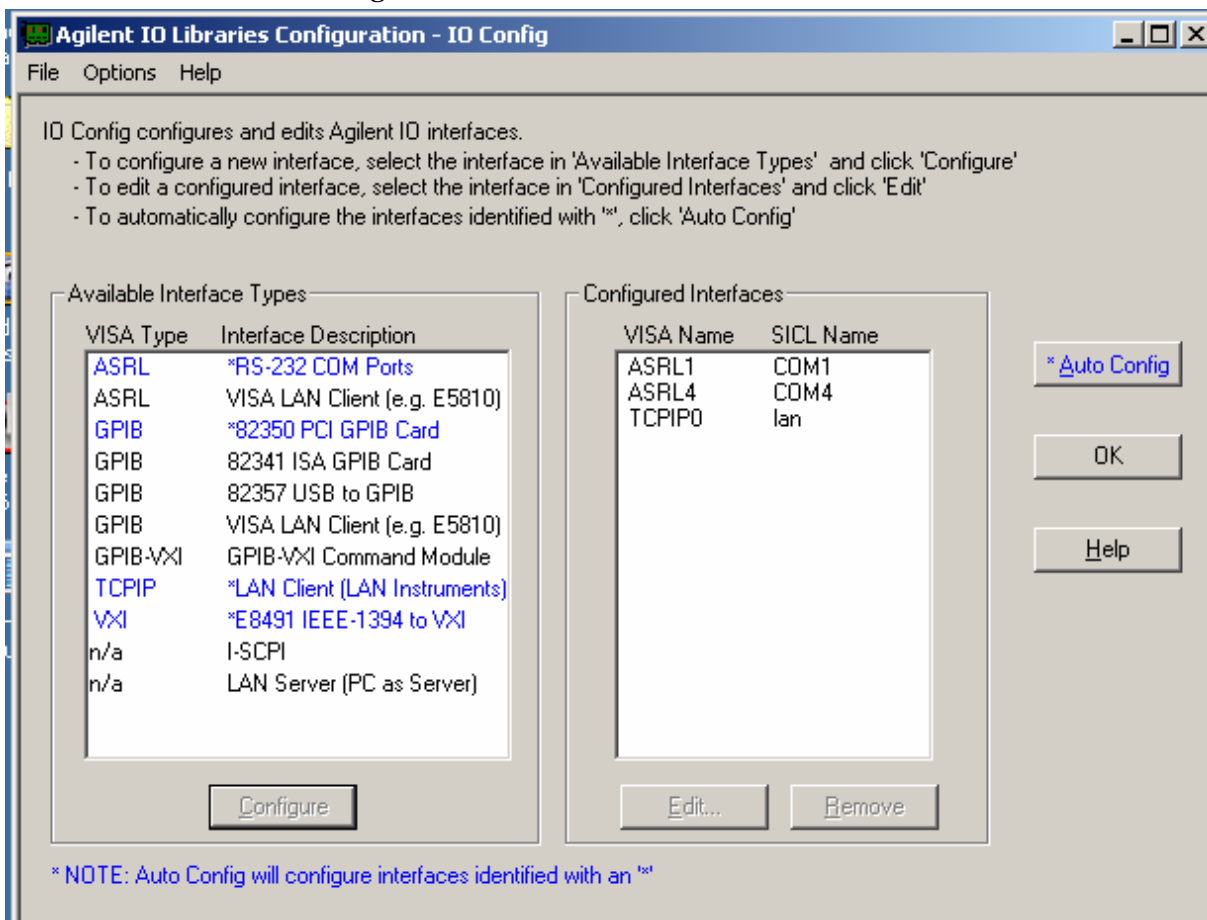 Agilent IO Libraries Configuration - IO Config
File Options Help
IO Config configures and edits Agilent IO interfaces.
- To configure a new interface, select the interface in 'Available Interface Types' and click 'Configure'
- To edit a configured interface, select the interface in 'Configured Interfaces' and click 'Edit'
- To automatically configure the interfaces identified with '*', click 'Auto Config'
Available Interface Types
VISA Type Interface Description
ASRL *RS-232 COM Ports
ASRL VISA LAN Client (e.g. E5810)
GPIB *82350 PCI GPIB Card
GPIB 82341 ISA GPIB Card
GPIB 82357 USB to GPIB
GPIB VISA LAN Client (e.g. E5810)
GPIB-VXI GPIB-VXI Command Module
TCPIP *LAN Client (LAN Instruments)
VXI *E8491 IEEE-1394 to VXI
n/a I-SCPI
n/a LAN Server (PC as Server)
Configure
Configured Interfaces
VISA Name SICL Name
ASRL1 COM1
ASRL4 COM4
TCPIP0 lan
Edit... Remove
* Auto Config
OK
Help
* NOTE: Auto Config will configure interfaces identified with an '*'